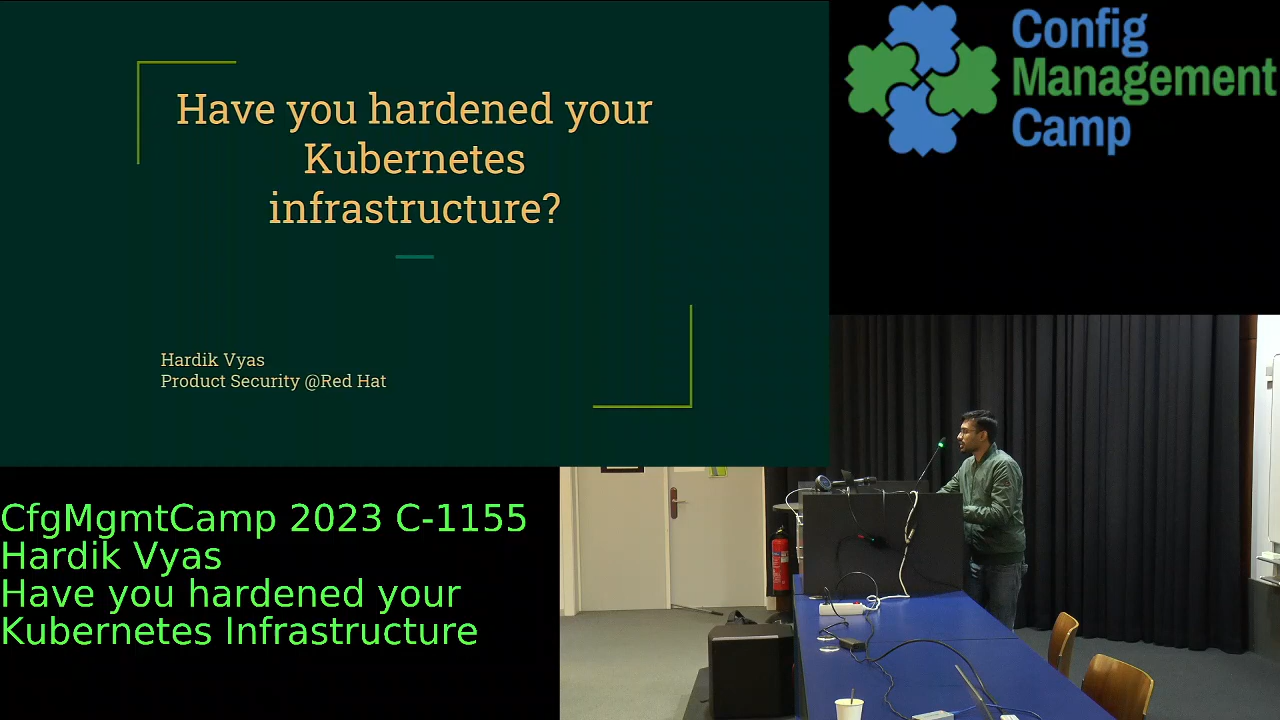 Have you hardened your
Kubernetes
infrastructure?
Hardik Vyas
Product Security @Red Hat
Config
Management
Camp
CfgMgmtCamp 2023 C-1155
Hardik Vyas
Have you hardened your
Kubernetes Infrastructure